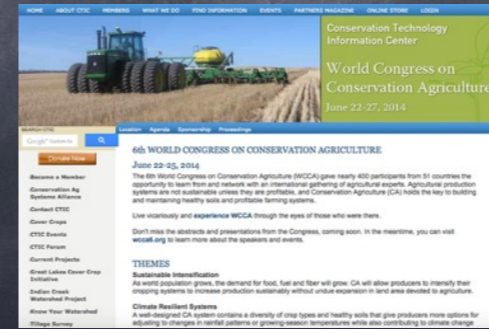 HOME ABOUT CTIC MEMBERS WHAT WE DO FIND INFORMATION EVENTS PARTNERS MAGAZINE ONLINE STORE LOGIN
Conservation Technology
Information Center
World Congress on
Conservation Agriculture
June 22-27, 2014
SEARCH CTIC
Location Agenda Sponsorship Proceedings
Donate Now
Become a Member
Conservation Ag
Systems Alliance
Contact CTIC
Cover Crops
CTIC Events
CTIC Forum
Current Projects
Great Lakes Cover Crop
Initiative
Indian Creek
Watershed Project
Know Your Watershed
Tillage Survey
6th WORLD CONGRESS ON CONSERVATION AGRICULTURE
June 22-25, 2014
The 6th World Congress on Conservation Agriculture (WCCA) gave nearly 400 participants from 51 countries the
opportunity to learn from and network with an international gathering of agricultural experts. Agricultural production
systems are not sustainable unless they are profitable, and Conservation Agriculture (CA) holds the key to building
and maintaining healthy soils and profitable farming systems.
Live vicariously and experience WCCA through the eyes of those who were there.
Don't miss the abstracts and presentations from the Congress, coming soon. In the meantime, you can visit
wcca6.org to learn more about the speakers and events.
THEMES
Sustainable Intensification
As world population grows, the demand for food, fuel and fiber will grow. CA will allow producers to intensify their
cropping systems to increase production sustainably without undue expansion in land area devoted to agriculture.
Climate Resilient Systems
A well-designed CA system contains a diversity of crop types and healthy soils that give producers more options for
adjusting to changes in rainfall patterns or growing-season temperatures while also contributing to climate change